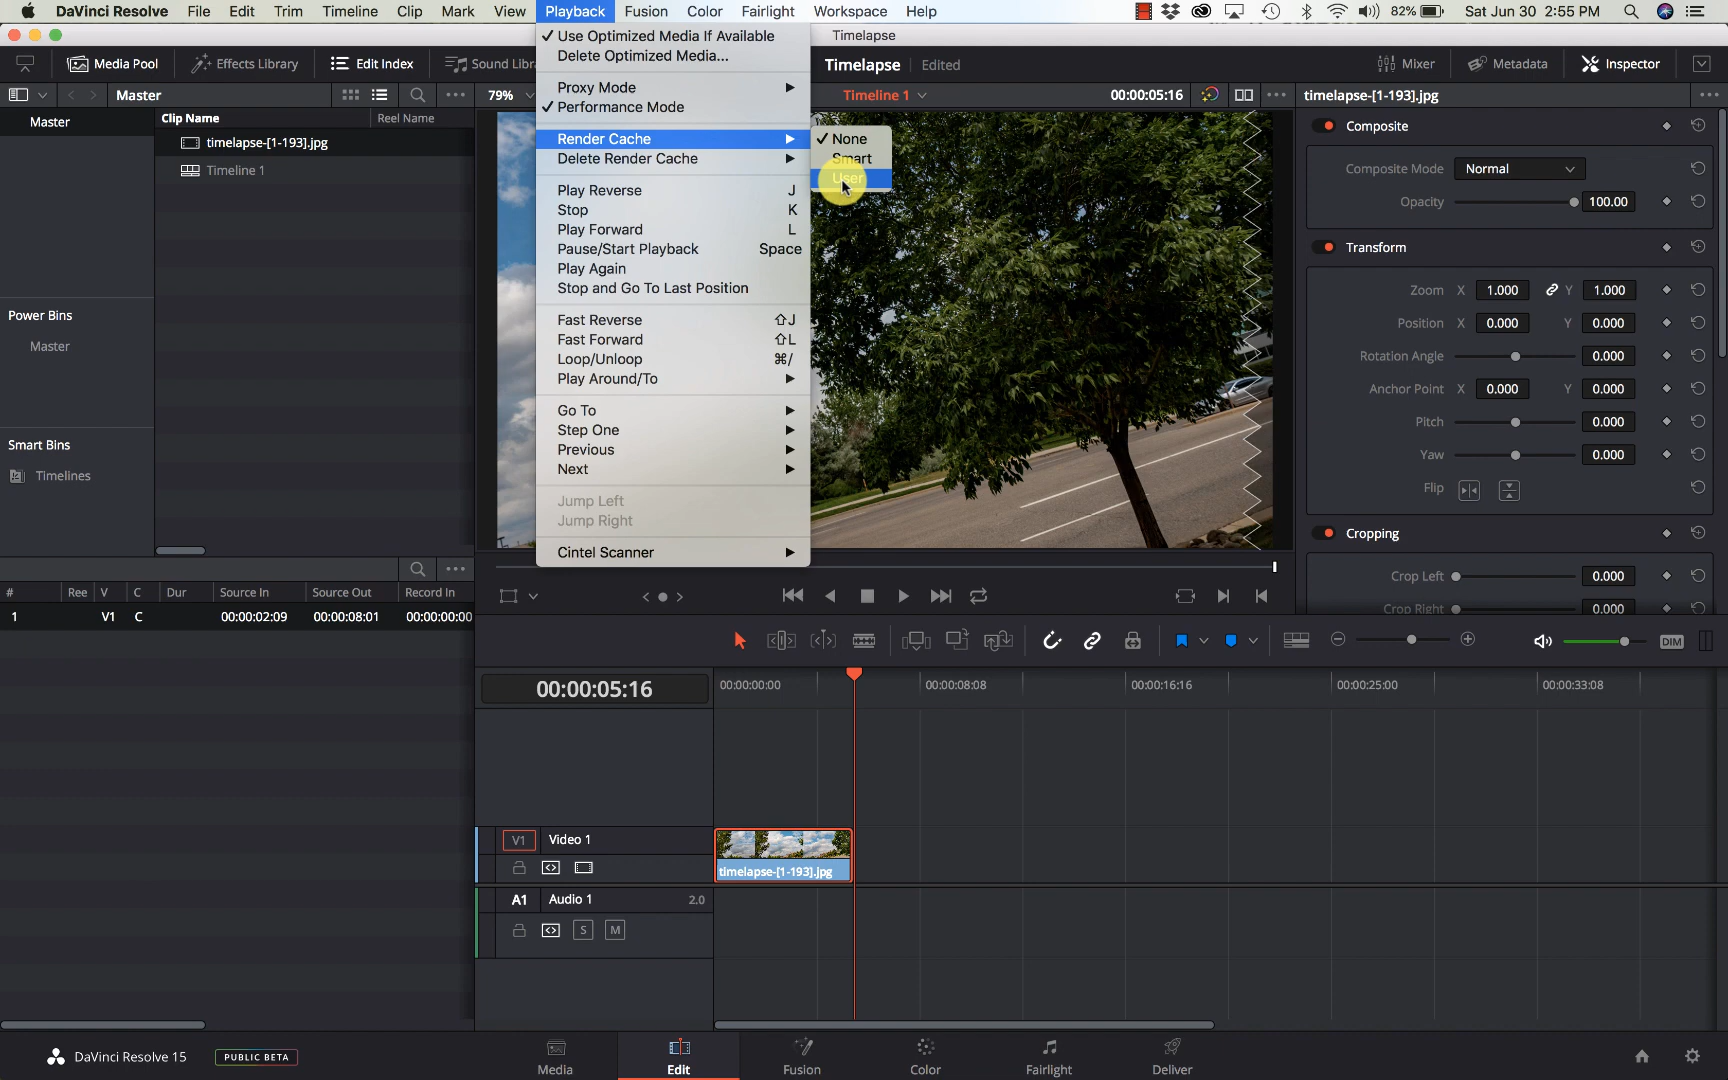 DaVinci Resolve File Edit Trim Timeline Clip Mark View Playback Fusion Color Fairlight Workspace Help 82% Sat Jun 30 2:55 PM
Timelapse
Media Pool Effects Library Edit Index Sound Libr Timelapse Edited Mixer Metadata Inspector
Master 79% Timeline 1 00:00:05:16 timelapse-[1-193].jpg
Master
Clip Name Reel Name
timelapse-[1-193].jpg
Timeline 1
Power Bins
Master
Smart Bins
Timelines
Use Optimized Media If Available
Delete Optimized Media...
Proxy Mode
Performance Mode
Render Cache
Delete Render Cache
Play Reverse J
Stop K
Play Forward L
Pause/Start Playback Space
Play Again
Stop and Go To Last Position
Fast Reverse ⇧J
Fast Forward ⇧L
Loop/Unloop ⌘/
Play Around/To
Go To
Step One
Previous
Next
Jump Left
Jump Right
Cintel Scanner
None
Smart
User
Composite
Composite Mode Normal
Opacity 100.00
Transform
Zoom X 1.000 Y 1.000
Position X 0.000 Y 0.000
Rotation Angle 0.000
Anchor Point X 0.000 Y 0.000
Pitch 0.000
Yaw 0.000
Flip
Cropping
Crop Left 0.000
Crop Right 0.000
# Ree V C Dur Source In Source Out Record In
1 V1 C 00:00:02:09 00:00:08:01 00:00:00:00
DIM
00:00:05:16 00:00:00:00 00:00:08:08 00:00:16:16 00:00:25:00 00:00:33:08
V1 Video 1
timelapse-[1-193].jpg
A1 Audio 1 2.0
S M
DaVinci Resolve 15 PUBLIC BETA
Media Edit Fusion Color Fairlight Deliver